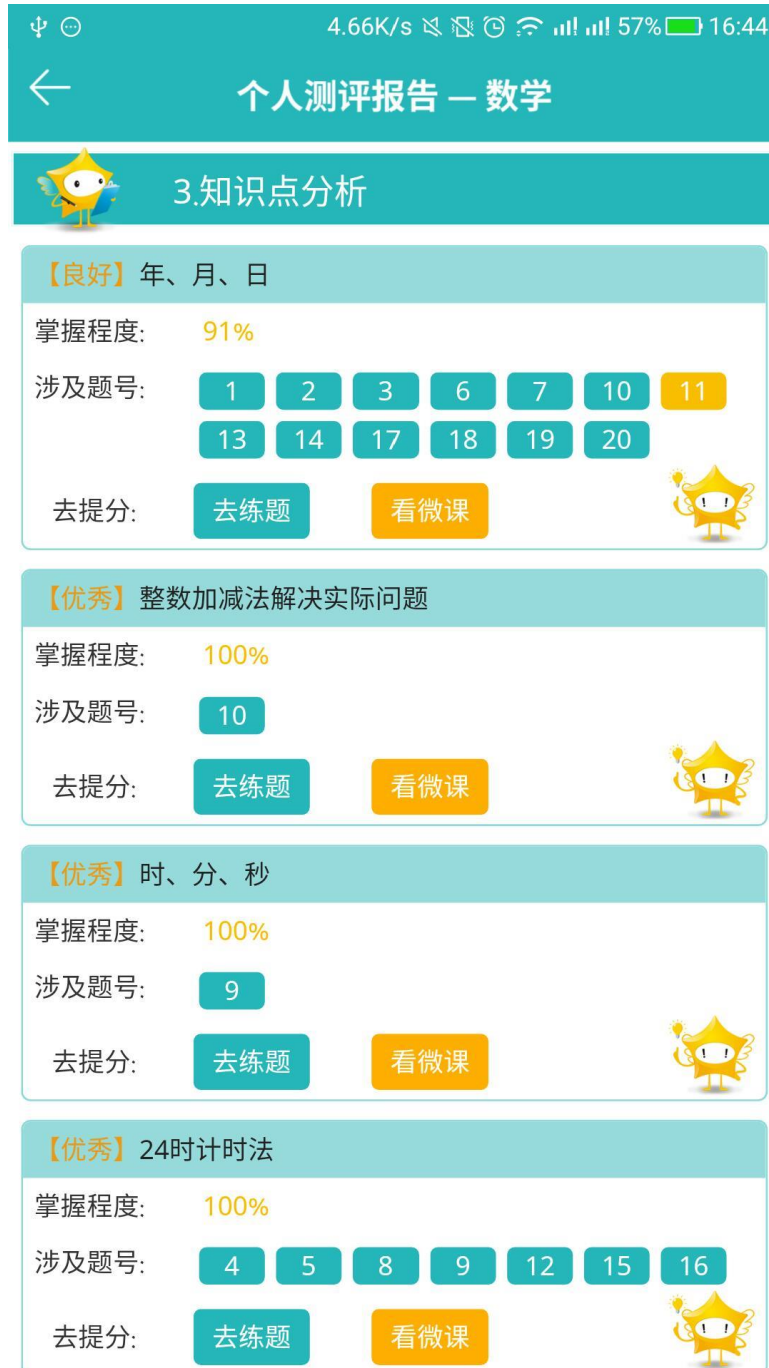 4.66K/s 57% 16:44
个人测评报告 — 数学
3.知识点分析
【良好】年、月、日
掌握程度: 91%
涉及题号: 1 2 3 6 7 10 11
13 14 17 18 19 20
去提分: 去练题 看微课
【优秀】整数加减法解决实际问题
掌握程度: 100%
涉及题号: 10
去提分: 去练题 看微课
【优秀】时、分、秒
掌握程度: 100%
涉及题号: 9
去提分: 去练题 看微课
【优秀】24时计时法
掌握程度: 100%
涉及题号: 4 5 8 9 12 15 16
去提分: 去练题 看微课